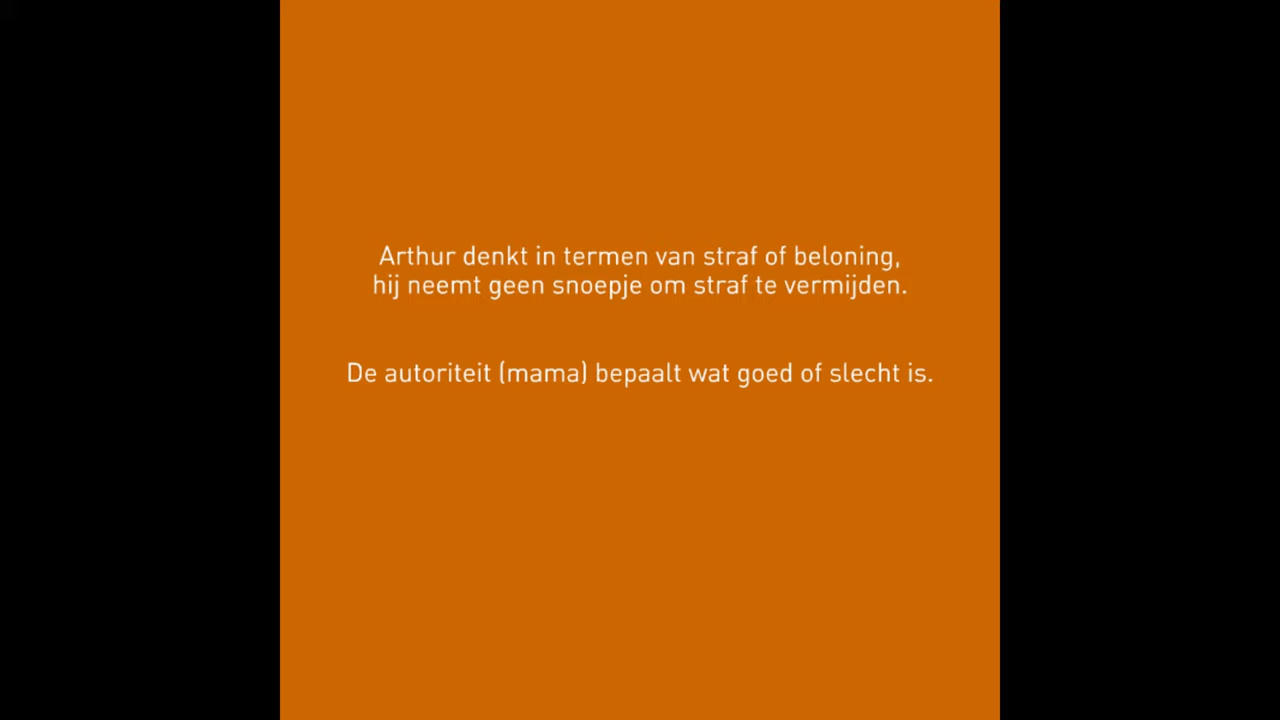 Arthur denkt in termen van straf of beloning,
hij neemt geen snoepje om straf te vermijden.
De autoriteit (mama) bepaalt wat goed of slecht is.